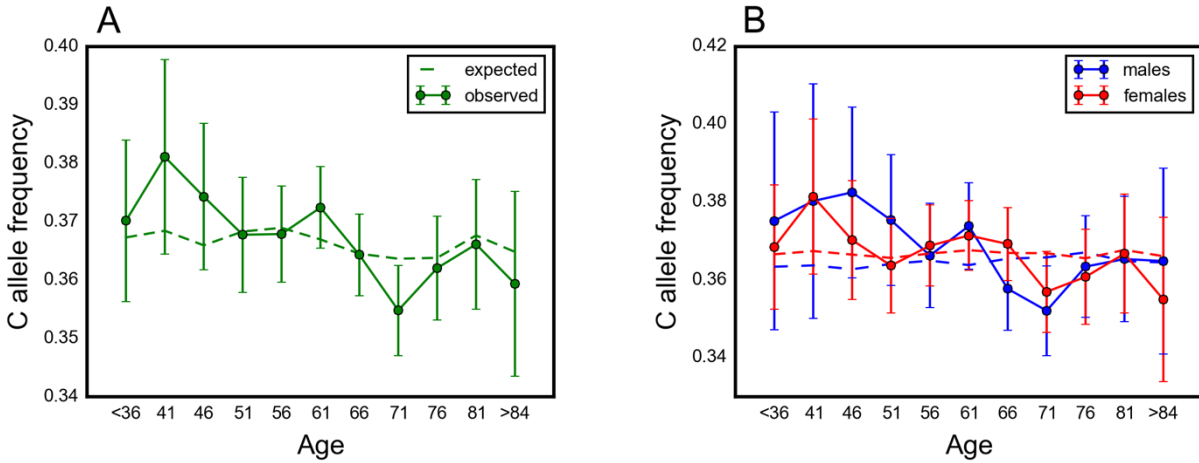 A
C allele frequency
0.40
0.39
0.38
0.37
0.36
0.35
0.34
expected
observed
<36 41 46 51 56 61 66 71 76 81 >84
Age
B
C allele frequency
0.42
0.40
0.38
0.36
0.34
males
females
<36 41 46 51 56 61 66 71 76 81 >84
Age